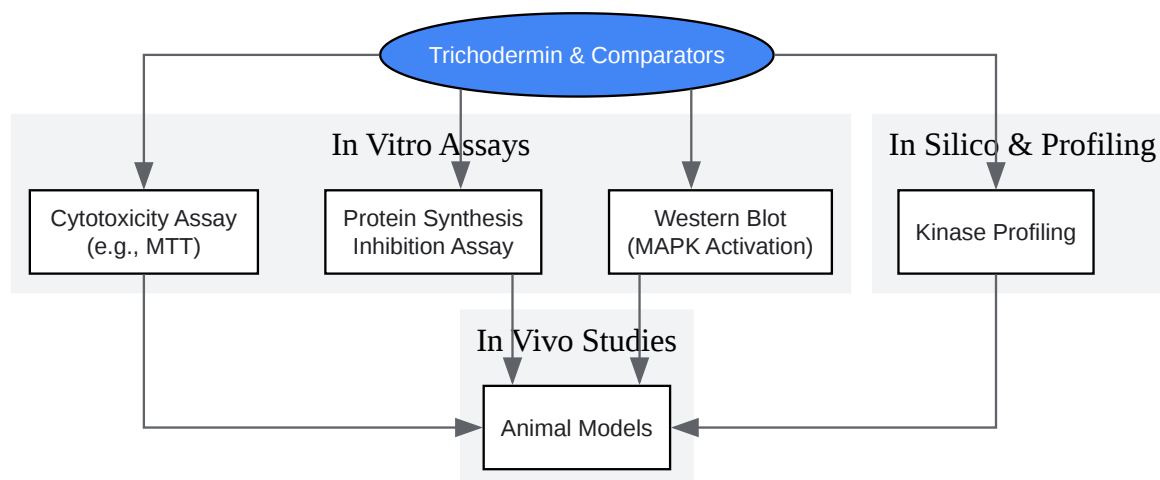 Trichodermin & Comparators
In Vitro Assays
In Silico & Profiling
Cytotoxicity Assay
(e.g., MTT)
Protein Synthesis
Inhibition Assay
Western Blot
(MAPK Activation)
Kinase Profiling
In Vivo Studies
Animal Models